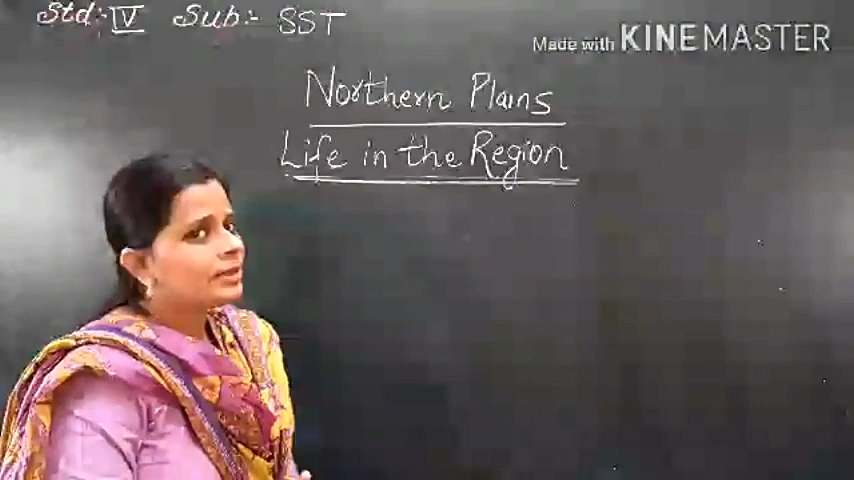 Std:- IV Sub:- SST
Made with KINEMASTER
Northern Plains
Life in the Region